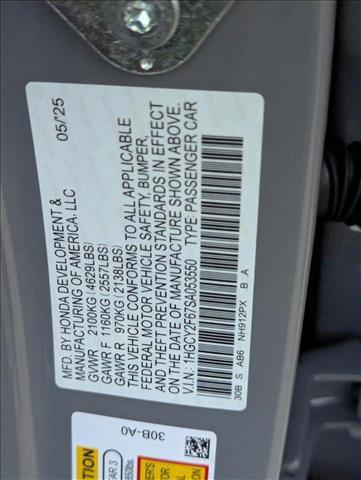 MFD. BY HONDA DEVELOPMENT &
MANUFACTURING OF AMERICA, LLC 05/25
GVWR 2100KG (4629LBS)
GAWR F 1160KG (2557LBS)
GAWR R 970KG (2138LBS)
THIS VEHICLE CONFORMS TO ALL APPLICABLE
FEDERAL MOTOR VEHICLE SAFETY, BUMPER,
AND THEFT PREVENTION STANDARDS IN EFFECT
ON THE DATE OF MANUFACTURE SHOWN ABOVE.
V.I.N.: 1HGCY2F67SA053550 TYPE: PASSENGER CAR
30B S AB6 NH912PX B A
30B-A0